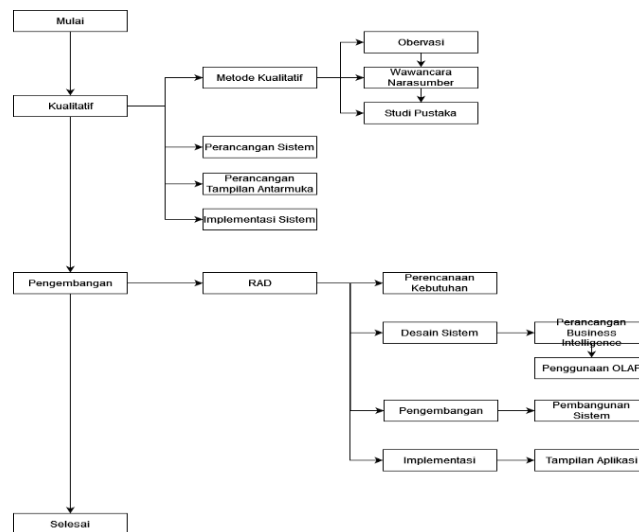 Mulai
Kualitatif
Metode Kualitatif
Obervasi
Wawancara
Narasumber
Studi Pustaka
Perancangan Sistem
Perancangan
Tampilan Antarmuka
Implementasi Sistem
Pengembangan
RAD
Perencanaan
Kebutuhan
Desain Sistem
Perancangan
Business
Intelligence
Penggunaan OLAP
Pengembangan
Pembangunan
Sistem
Implementasi
Tampilan Aplikasi
Selesai